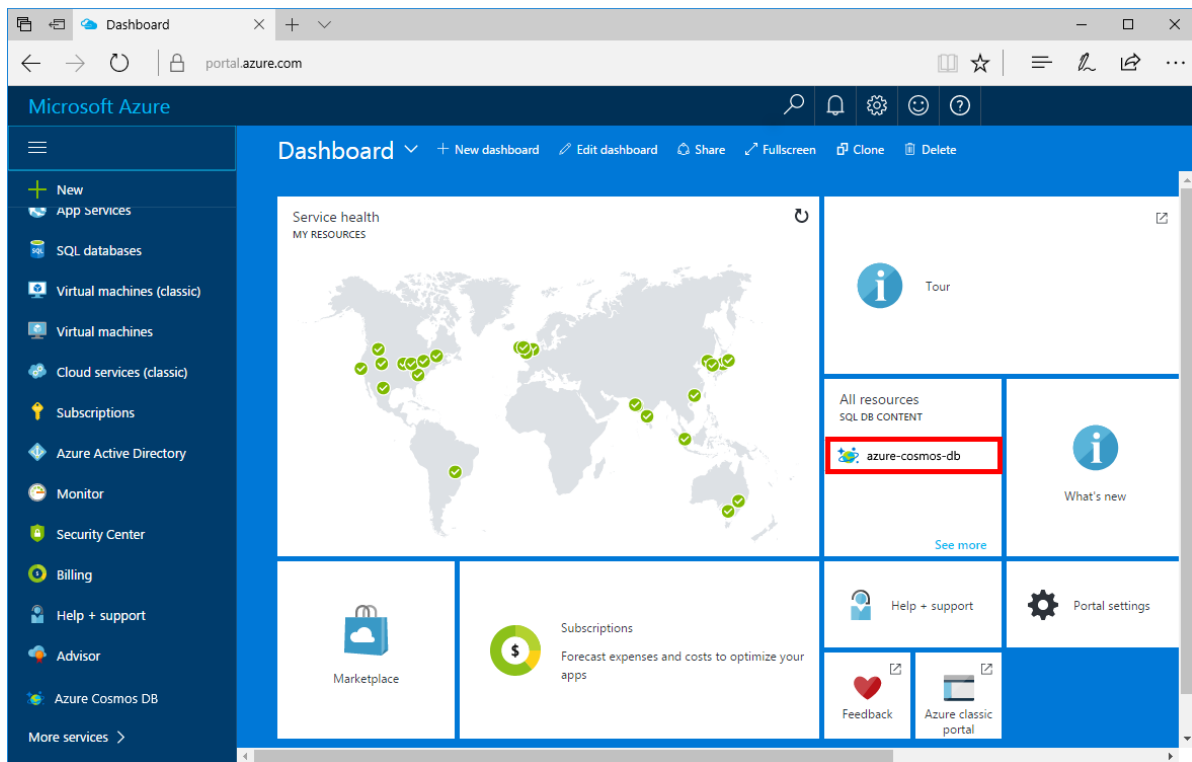 Dashboard
portal.azure.com
Microsoft Azure
Dashboard
New dashboard
Edit dashboard
Share
Fullscreen
Clone
Delete
New
App Services
SQL databases
Virtual machines (classic)
Virtual machines
Cloud services (classic)
Subscriptions
Azure Active Directory
Monitor
Security Center
Billing
Help + support
Advisor
Azure Cosmos DB
More services
Service health
MY RESOURCES
Tour
All resources
SQL DB CONTENT
azure-cosmos-db
See more
What's new
Marketplace
Subscriptions
Forecast expenses and costs to optimize your
apps
Help + support
Portal settings
Feedback
Azure classic
portal